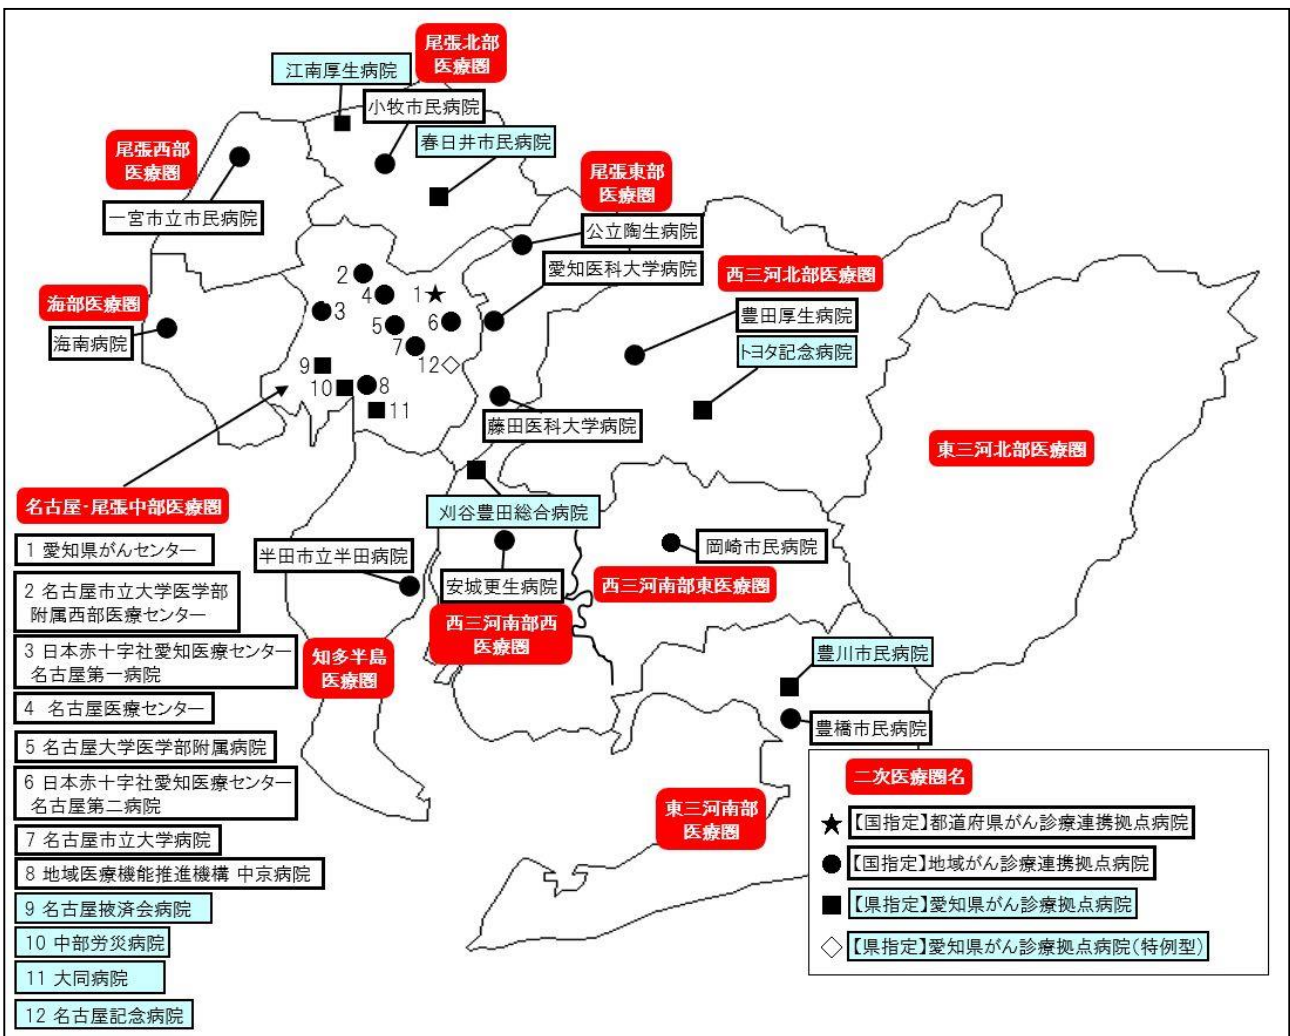 尾張北部
医療圏
江南厚生病院
小牧市民病院
春日井市民病院
尾張西部
医療圏
一宮市立市民病院
尾張東部
医療圏
公立陶生病院
愛知医科大学病院
西三河北部医療圏
豊田厚生病院
トヨタ記念病院
海部医療圏
海南病院
2
4
1
3
5
6
7
12
9
10
8
11
藤田医科大学病院
東三河北部医療圏
刈谷豊田総合病院
岡崎市民病院
西三河南部東医療圏
半田市立半田病院
安城更生病院
西三河南部西
医療圏
知多半島
医療圏
豊川市民病院
豊橋市民病院
東三河南部
医療圏
名古屋・尾張中部医療圏
1 愛知県がんセンター
2 名古屋市立大学医学部
附属西部医療センター
3 日本赤十字社愛知医療センター
名古屋第一病院
4 名古屋医療センター
5 名古屋大学医学部附属病院
6 日本赤十字社愛知医療センター
名古屋第二病院
7 名古屋市立大学病院
8 地域医療機能推進機構 中京病院
9 名古屋掖済会病院
10 中部労災病院
11 大同病院
12 名古屋記念病院
二次医療圏名
★【国指定】都道府県がん診療連携拠点病院
●【国指定】地域がん診療連携拠点病院
■【県指定】愛知県がん診療拠点病院
◇【県指定】愛知県がん診療拠点病院(特例型)